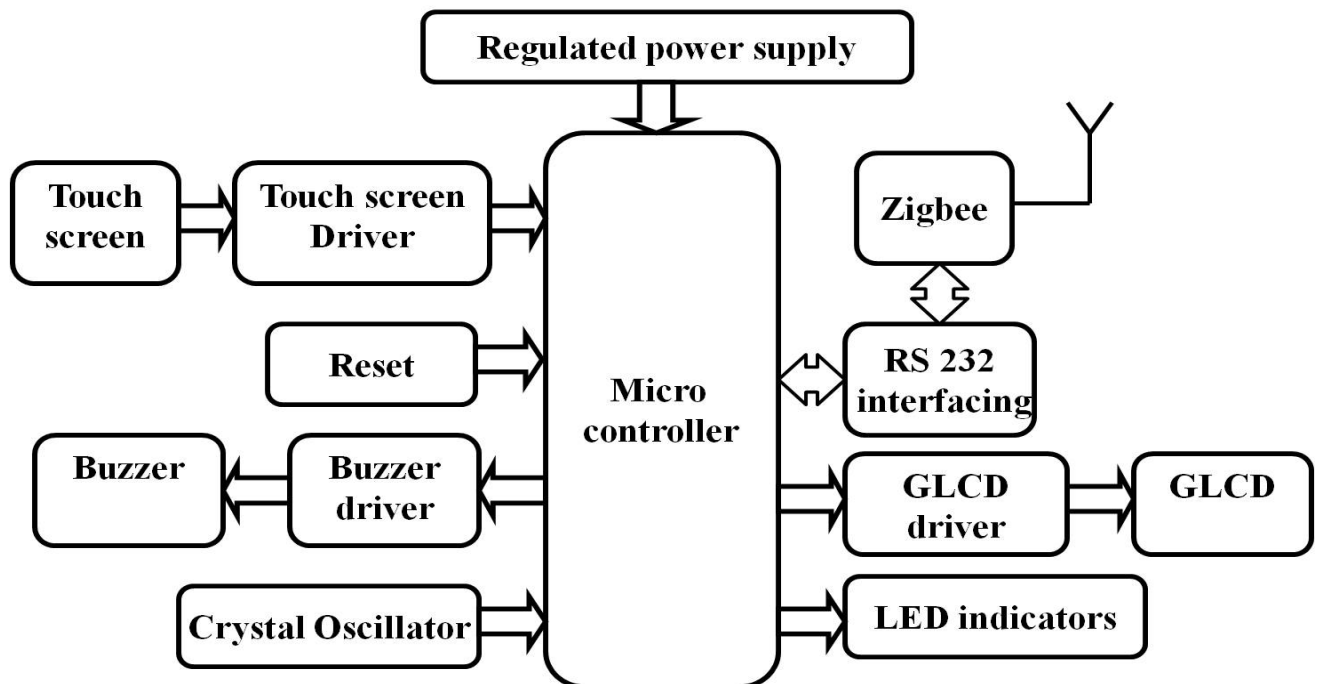 Regulated power supply
Touch
screen
Touch screen
Driver
Zigbee
Reset
Micro
controller
RS 232
interfacing
Buzzer
Buzzer
driver
GLCD
driver
GLCD
Crystal Oscillator
LED indicators